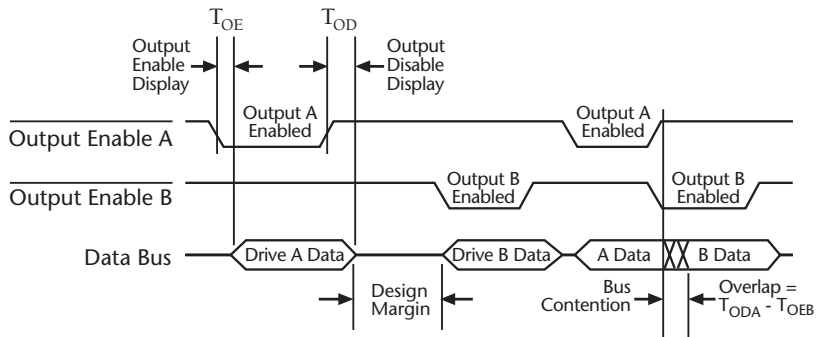 TOE
TOD
Output
Enable
Display
Output
Disable
Display
Output Enable A
Output A
Enabled
Output A
Enabled
Output Enable B
Output B
Enabled
Output B
Enabled
Data Bus
Drive A Data
Drive B Data
A Data
B Data
Design
Margin
Bus
Contention
Overlap =
TODA - TOEB